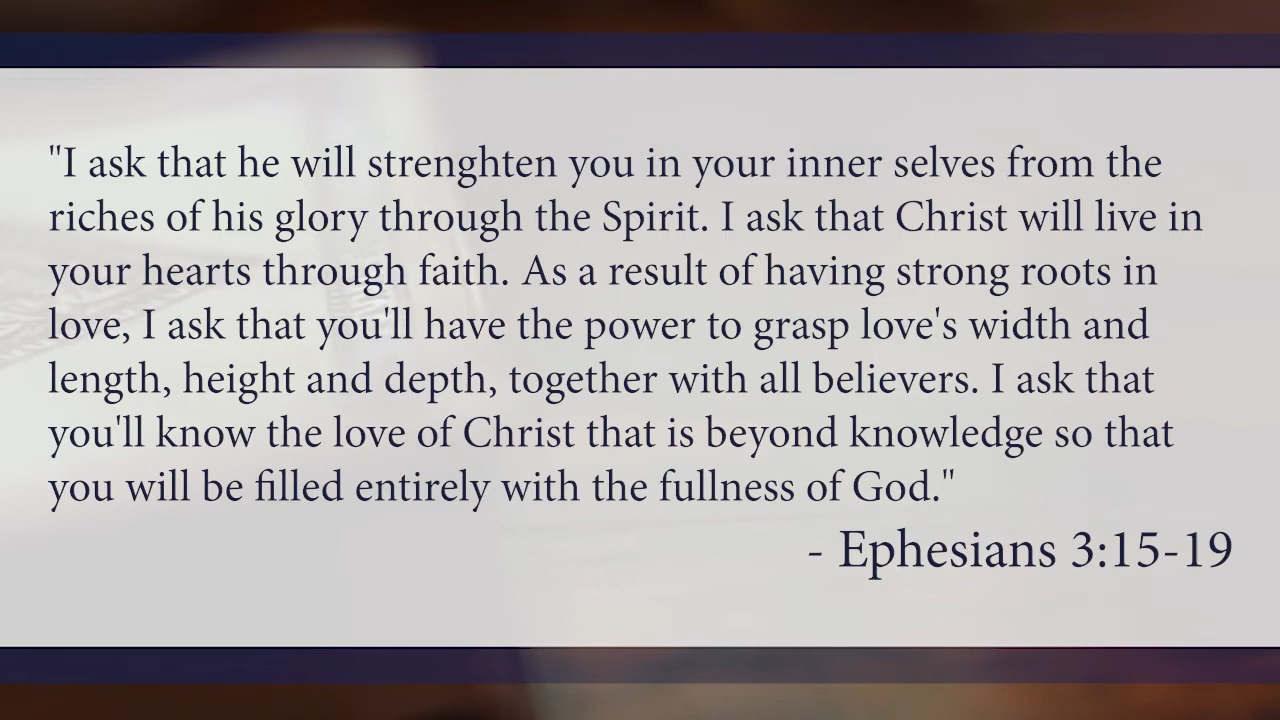 "I ask that he will strenghten you in your inner selves from the
riches of his glory through the Spirit. I ask that Christ will live in
your hearts through faith. As a result of having strong roots in
love, I ask that you'll have the power to grasp love's width and
length, height and depth, together with all believers. I ask that
you'll know the love of Christ that is beyond knowledge so that
you will be filled entirely with the fullness of God."
- Ephesians 3:15-19